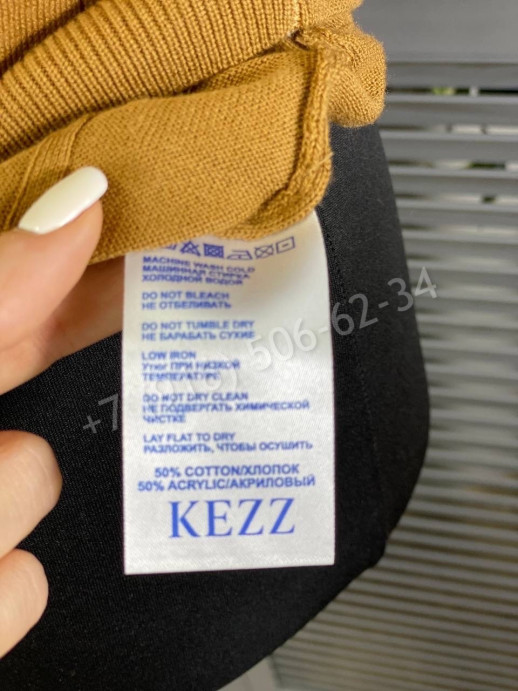 MACHINE WASH COLD
МАШИННАЯ СТИРКА
ХОЛОДНОЙ ВОДОЙ
DO NOT BLEACH
НЕ ОТБЕЛИВАТЬ
DO NOT TUMBLE DRY
НЕ БАРАБАТЬ СУХИЕ
LOW IRON
Утюг ПРИ НИЗКОЙ
ТЕМПЕРАТУРЕ
DO NOT DRY CLEAN
НЕ ПОДВЕРГАТЬ ХИМИЧЕСКОЙ
ЧИСТКЕ
LAY FLAT TO DRY
РАЗЛОЖИТЬ, ЧТОБЫ ОСУШИТЬ
50% COTTON/ХЛОПОК
50% ACRYLIC/АКРИЛОВЫЙ
KEZZ
506-62-34